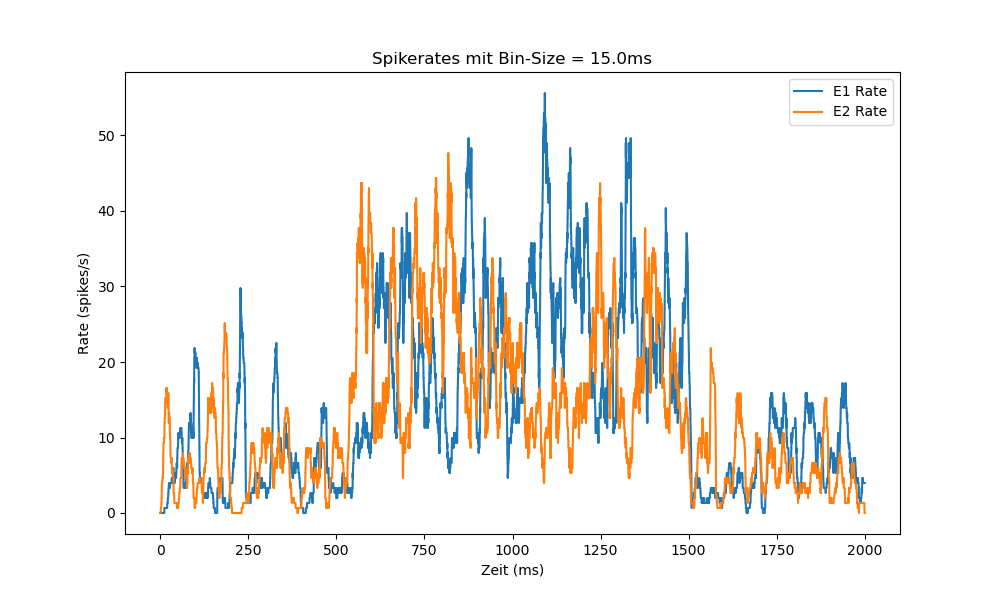 Spikerates mit Bin-Size = 15.0ms
E1 Rate
E2 Rate
Rate (spikes/s)
50
40
30
20
10
0
0 250 500 750 1000 1250 1500 1750 2000
Zeit (ms)